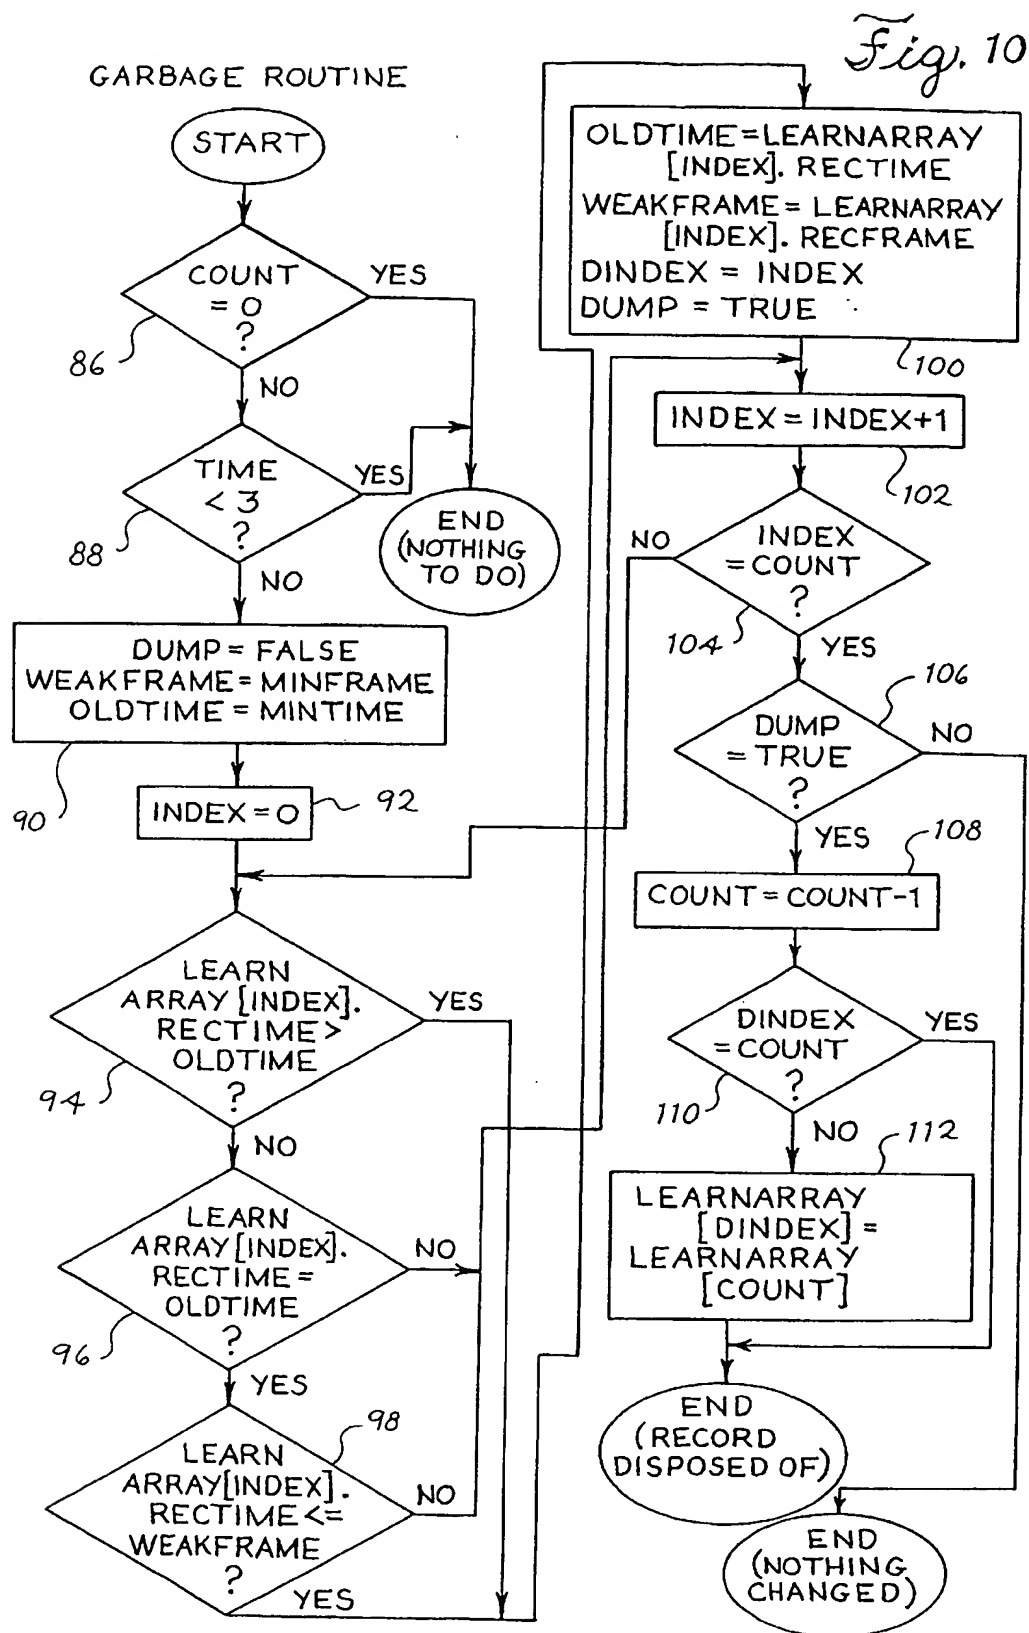 Fig. 10
GARBAGE ROUTINE
START
COUNT
= 0
?
YES
86
NO
TIME
< 3
?
YES
88
NO
END
(NOTHING
TO DO)
DUMP = FALSE
WEAKFRAME = MINFRAME
OLDTIME = MINTIME
90
INDEX = 0
92
LEARN
ARRAY [INDEX].
RECTIME >
OLDTIME
?
YES
94
NO
LEARN
ARRAY [INDEX].
RECTIME =
OLDTIME
?
NO
96
YES
LEARN
ARRAY[INDEX].
RECTIME <=
WEAKFRAME
?
98
NO
YES
OLDTIME = LEARNARRAY
[INDEX]. RECTIME
WEAKFRAME = LEARNARRAY
[INDEX]. RECFRAME
DINDEX = INDEX
DUMP = TRUE
100
INDEX = INDEX+1
102
INDEX
= COUNT
?
NO
104
YES
DUMP
= TRUE
?
106
NO
YES
108
COUNT = COUNT-1
DINDEX
= COUNT
?
YES
110
NO
112
LEARNARRAY
[DINDEX] =
LEARNARRAY
[COUNT]
END
(RECORD
DISPOSED OF)
END
(NOTHING
CHANGED)